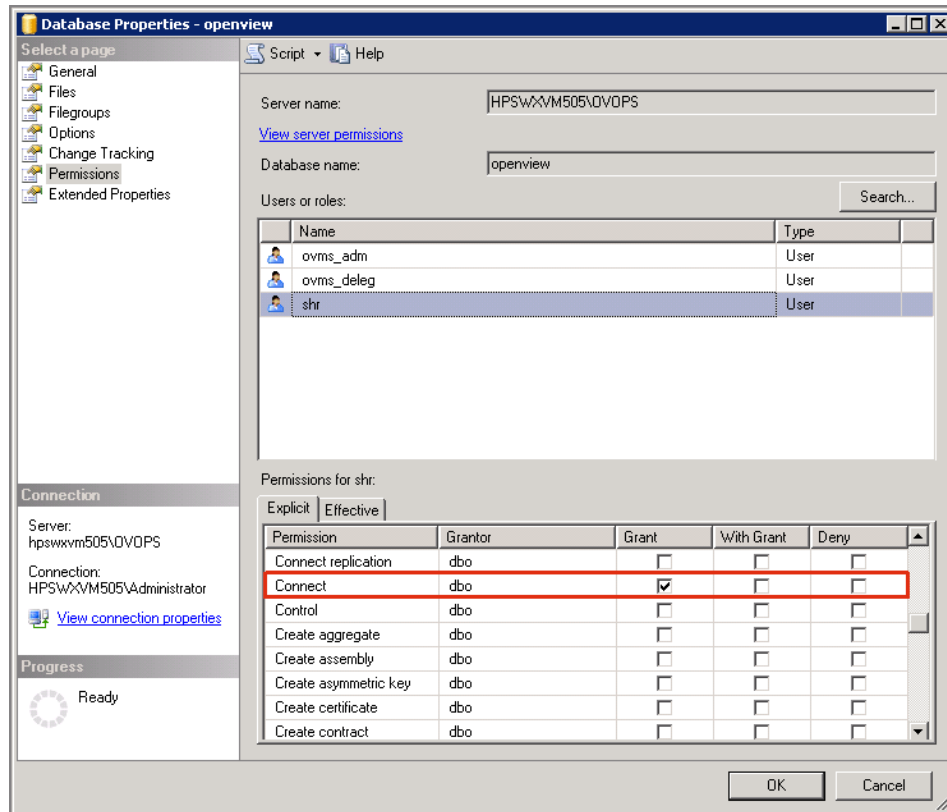 Database Properties - openview
Select a page
General
Files
Filegroups
Options
Change Tracking
Permissions
Extended Properties
Script Help
Server name: HPSWXVM505\OVOPS
View server permissions
Database name: openview
Users or roles: Search...
Name Type
ovms_adm User
ovms_deleg User
shr User
Permissions for shr:
Explicit Effective
Permission Grantor Grant With Grant Deny
Connect replication dbo
Connect dbo
Control dbo
Create aggregate dbo
Create assembly dbo
Create asymmetric key dbo
Create certificate dbo
Create contract dbo
Connection
Server:
hpswxvm505\OVOPS
Connection:
HPSWXVM505\Administrator
View connection properties
Progress
Ready
OK Cancel